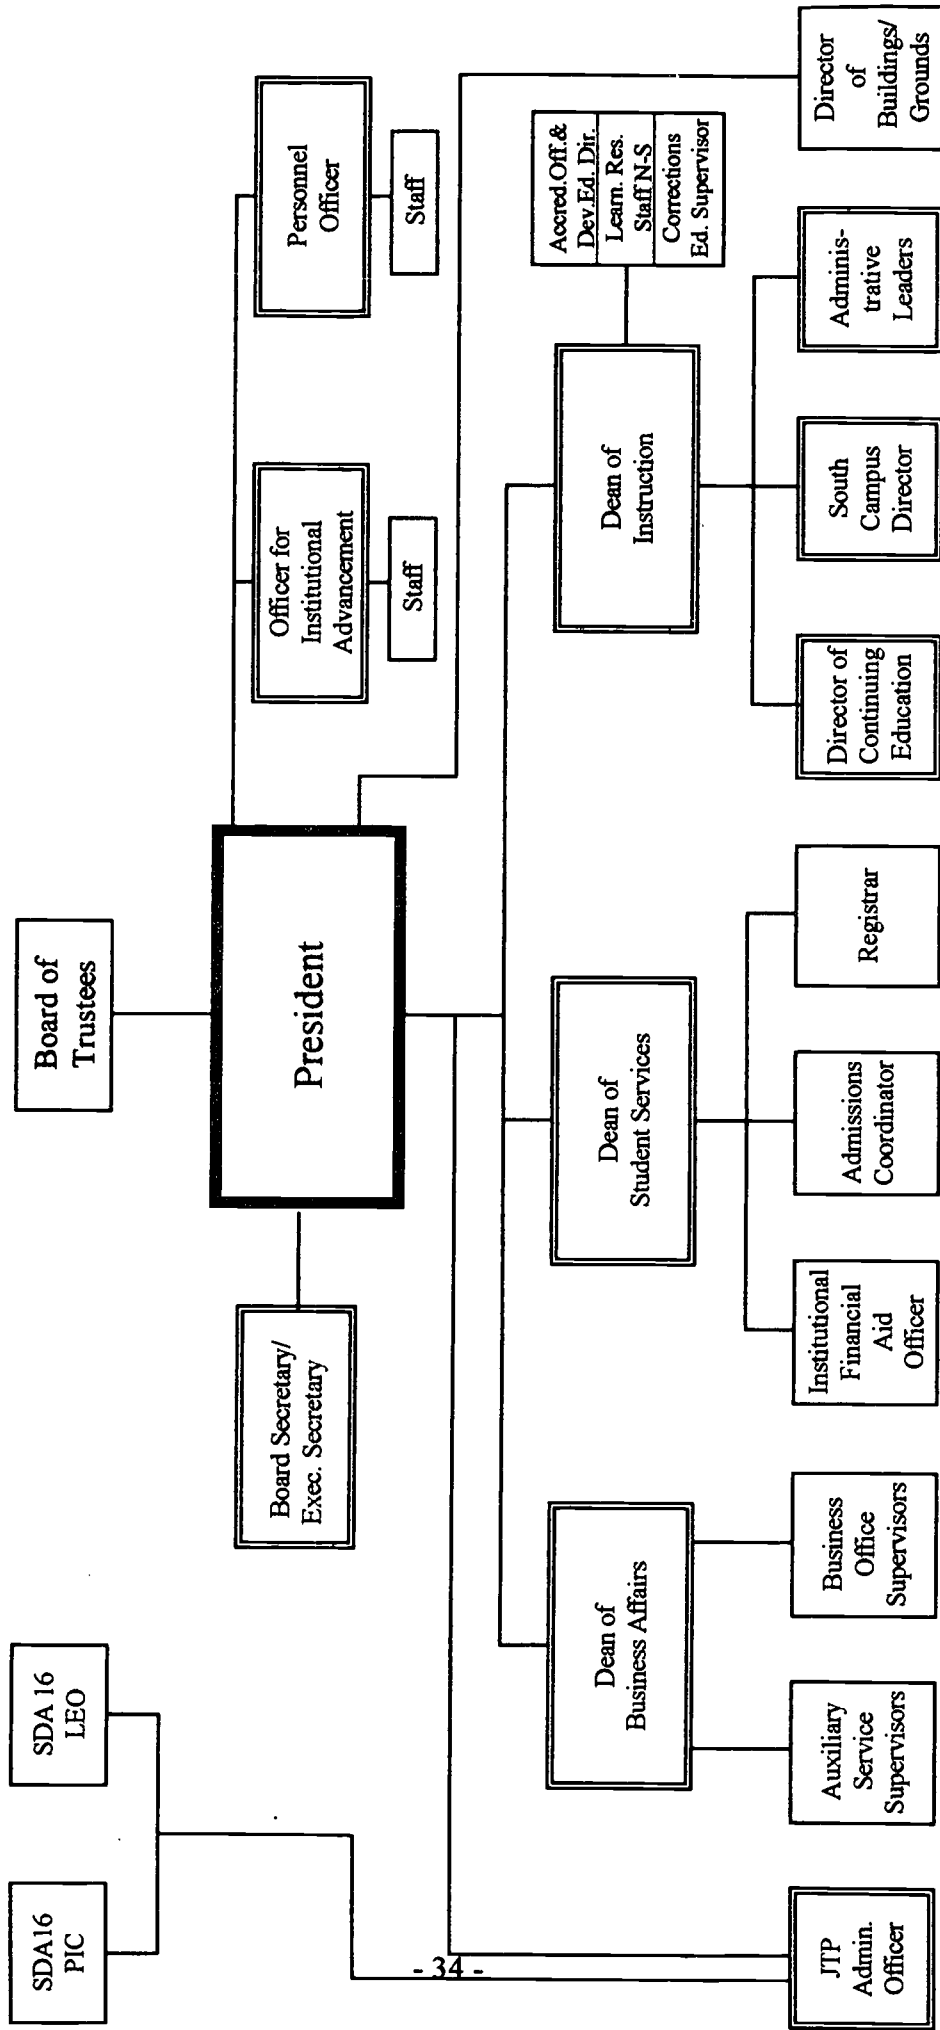 SDA16
PIC
SDA 16
LEO
Board of
Trustees
Board Secretary/
Exec. Secretary
President
Officer for
Institutional
Advancement
Staff
Personnel
Officer
Staff
Dean of
Business Affairs
Dean of
Student Services
Dean of
Instruction
Accred.Off.&
Dev.Ed. Dir.
Learn. Res.
Staff N-S
Corrections
Ed. Supervisor
JTP
Admin.
Officer
Auxiliary
Service
Supervisors
Business
Office
Supervisors
Institutional
Financial
Aid
Officer
Admissions
Coordinator
Registrar
Director of
Continuing
Education
South
Campus
Director
Adminis-
trative
Leaders
Director
of
Buildings/
Grounds
- 34 -